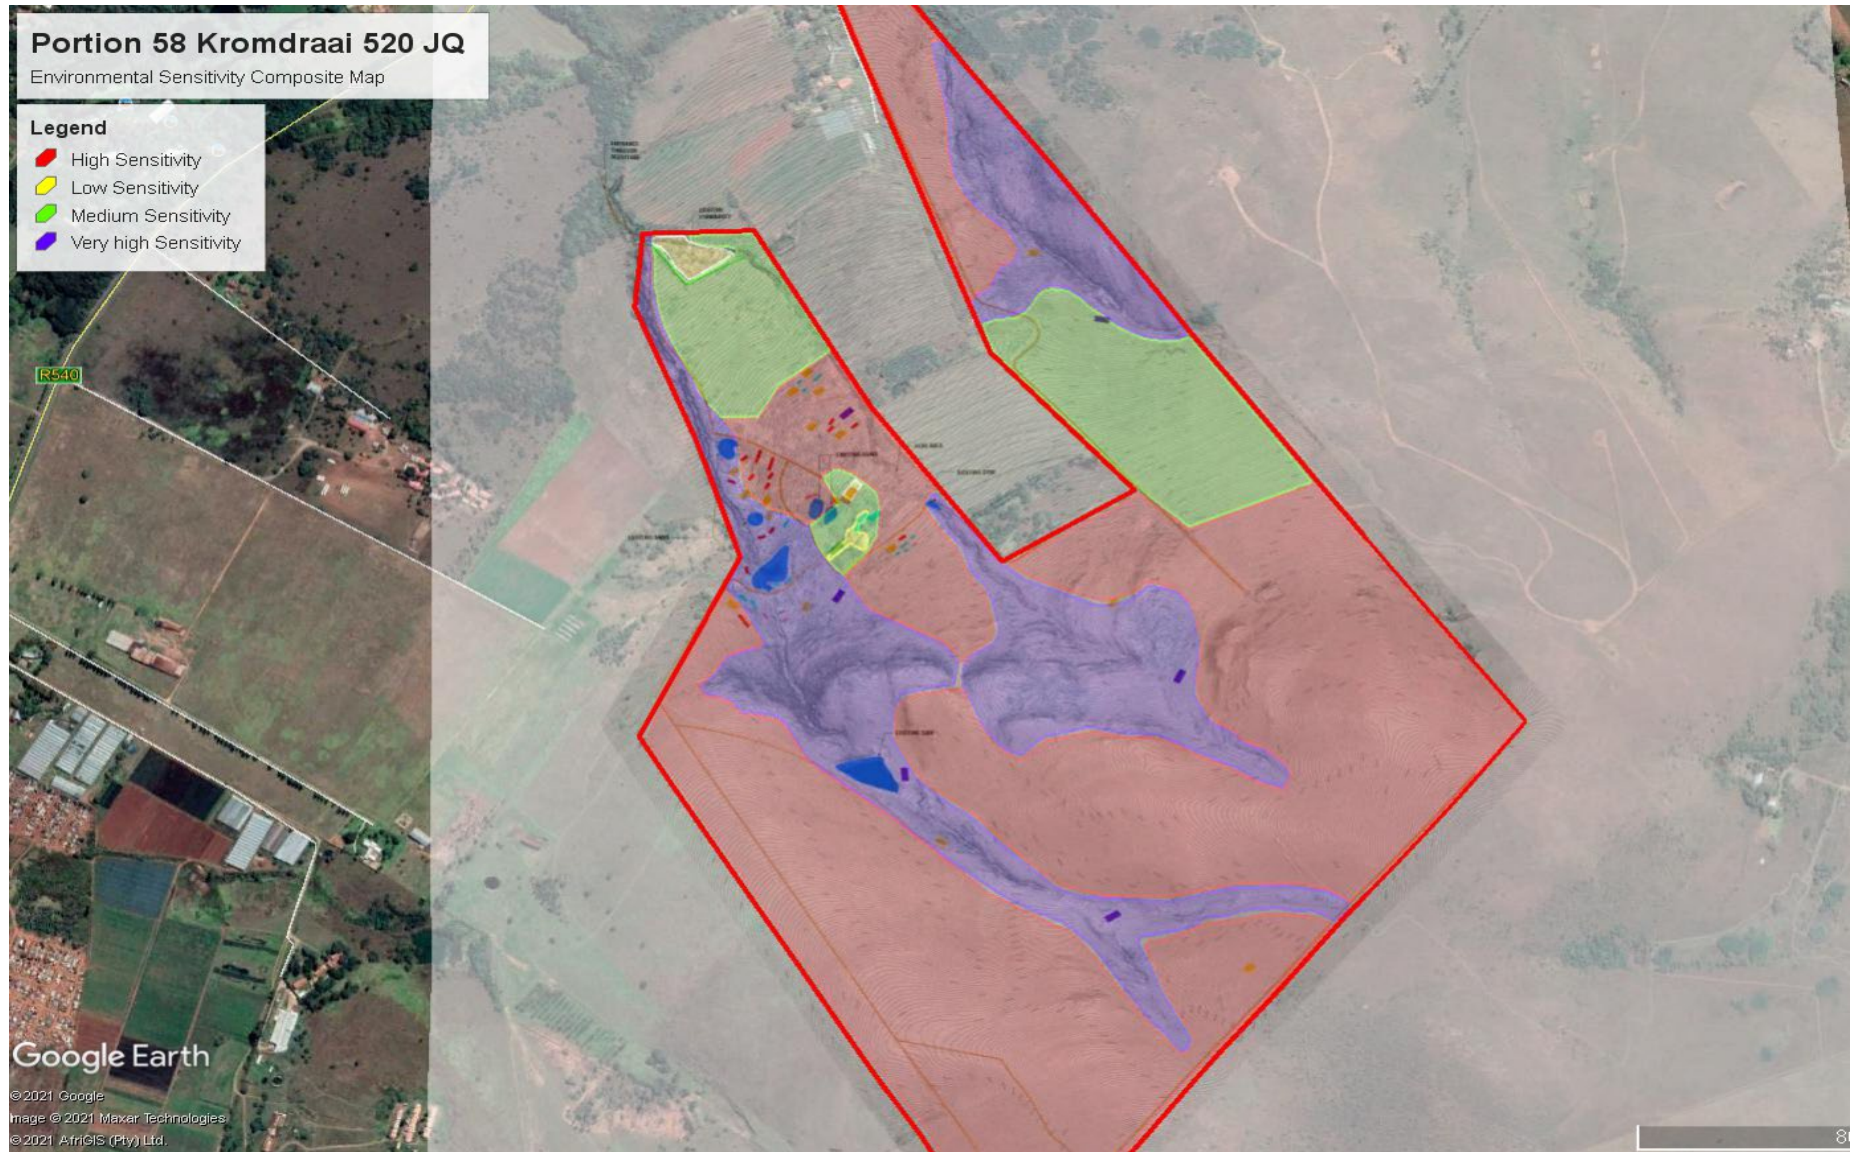 Portion 58 Kromdraai 520 JQ
Environmental Sensitivity Composite Map
Legend
High Sensitivity
Low Sensitivity
Medium Sensitivity
Very high Sensitivity
R540
Google Earth
© 2021 Google
Image © 2021 Maxar Technologies
© 2021 AfriGIS (Pty) Ltd.